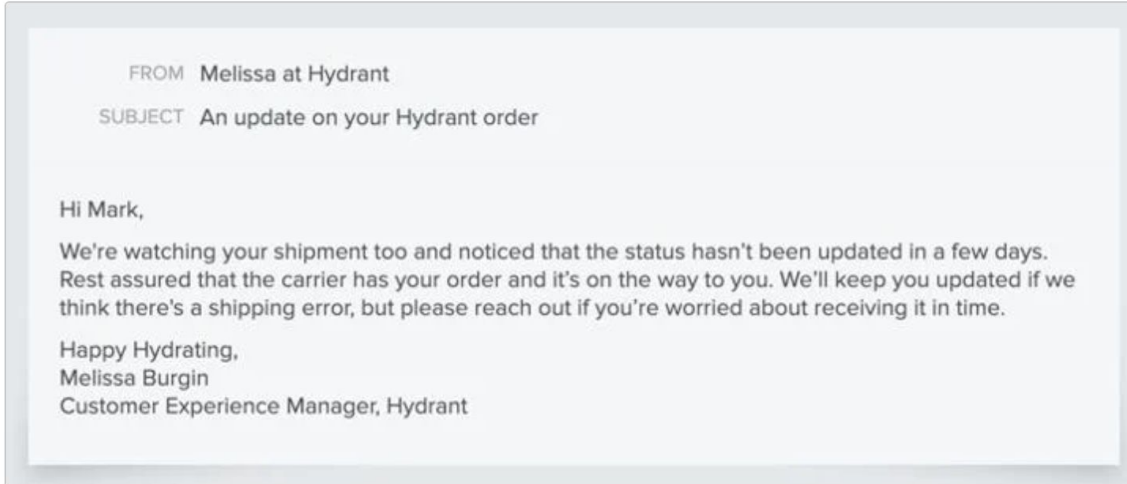 FROM Melissa at Hydrant
SUBJECT An update on your Hydrant order
Hi Mark,
We're watching your shipment too and noticed that the status hasn't been updated in a few days.
Rest assured that the carrier has your order and it's on the way to you. We'll keep you updated if we
think there's a shipping error, but please reach out if you're worried about receiving it in time.
Happy Hydrating,
Melissa Burgin
Customer Experience Manager, Hydrant